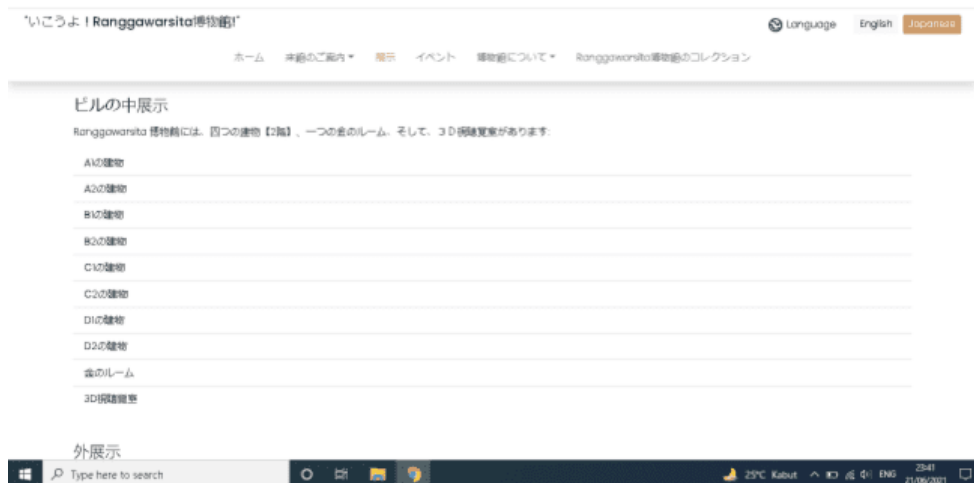 "いこうよ！Ranggawarsita博物館!"
Language English Japanese
ホーム 本館のご案内 展示 イベント 博物館について Ranggawarsita博物館のコレクション
ビルの中展示
Ranggawarsita 博物館には、四つの建物【2階】、一つの金のルーム、そして、３Ｄ視聴覚室があります:
A1の建物
A2の建物
B1の建物
B2の建物
C1の建物
C2の建物
D1の建物
D2の建物
金のルーム
3D視聴覚室
外展示
Type here to search
25°C Kabut ENG 23:41
21/06/2021